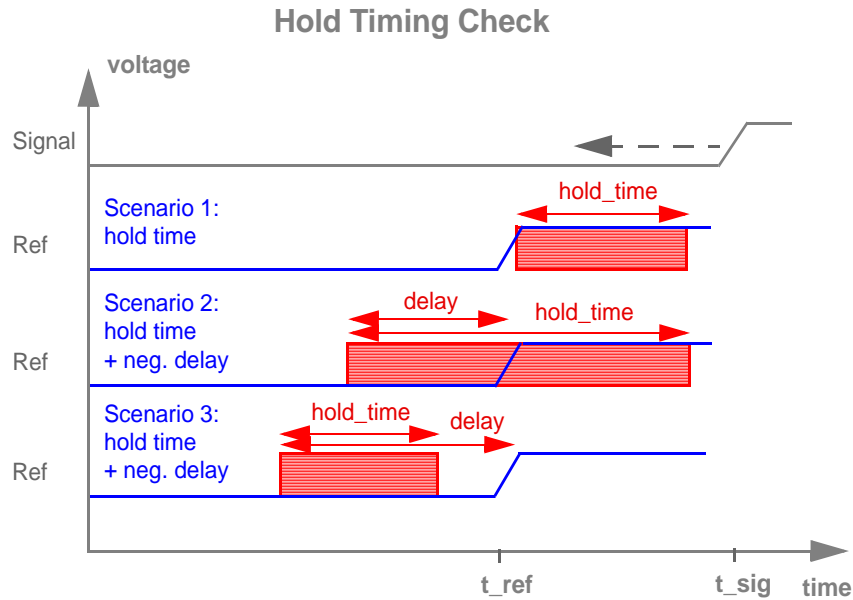 Hold Timing Check
voltage
Signal
Scenario 1:
hold time
hold_time
Ref
Scenario 2:
hold time
+ neg. delay
delay
hold_time
Ref
Scenario 3:
hold time
+ neg. delay
hold_time
delay
Ref
t_ref
t_sig
time